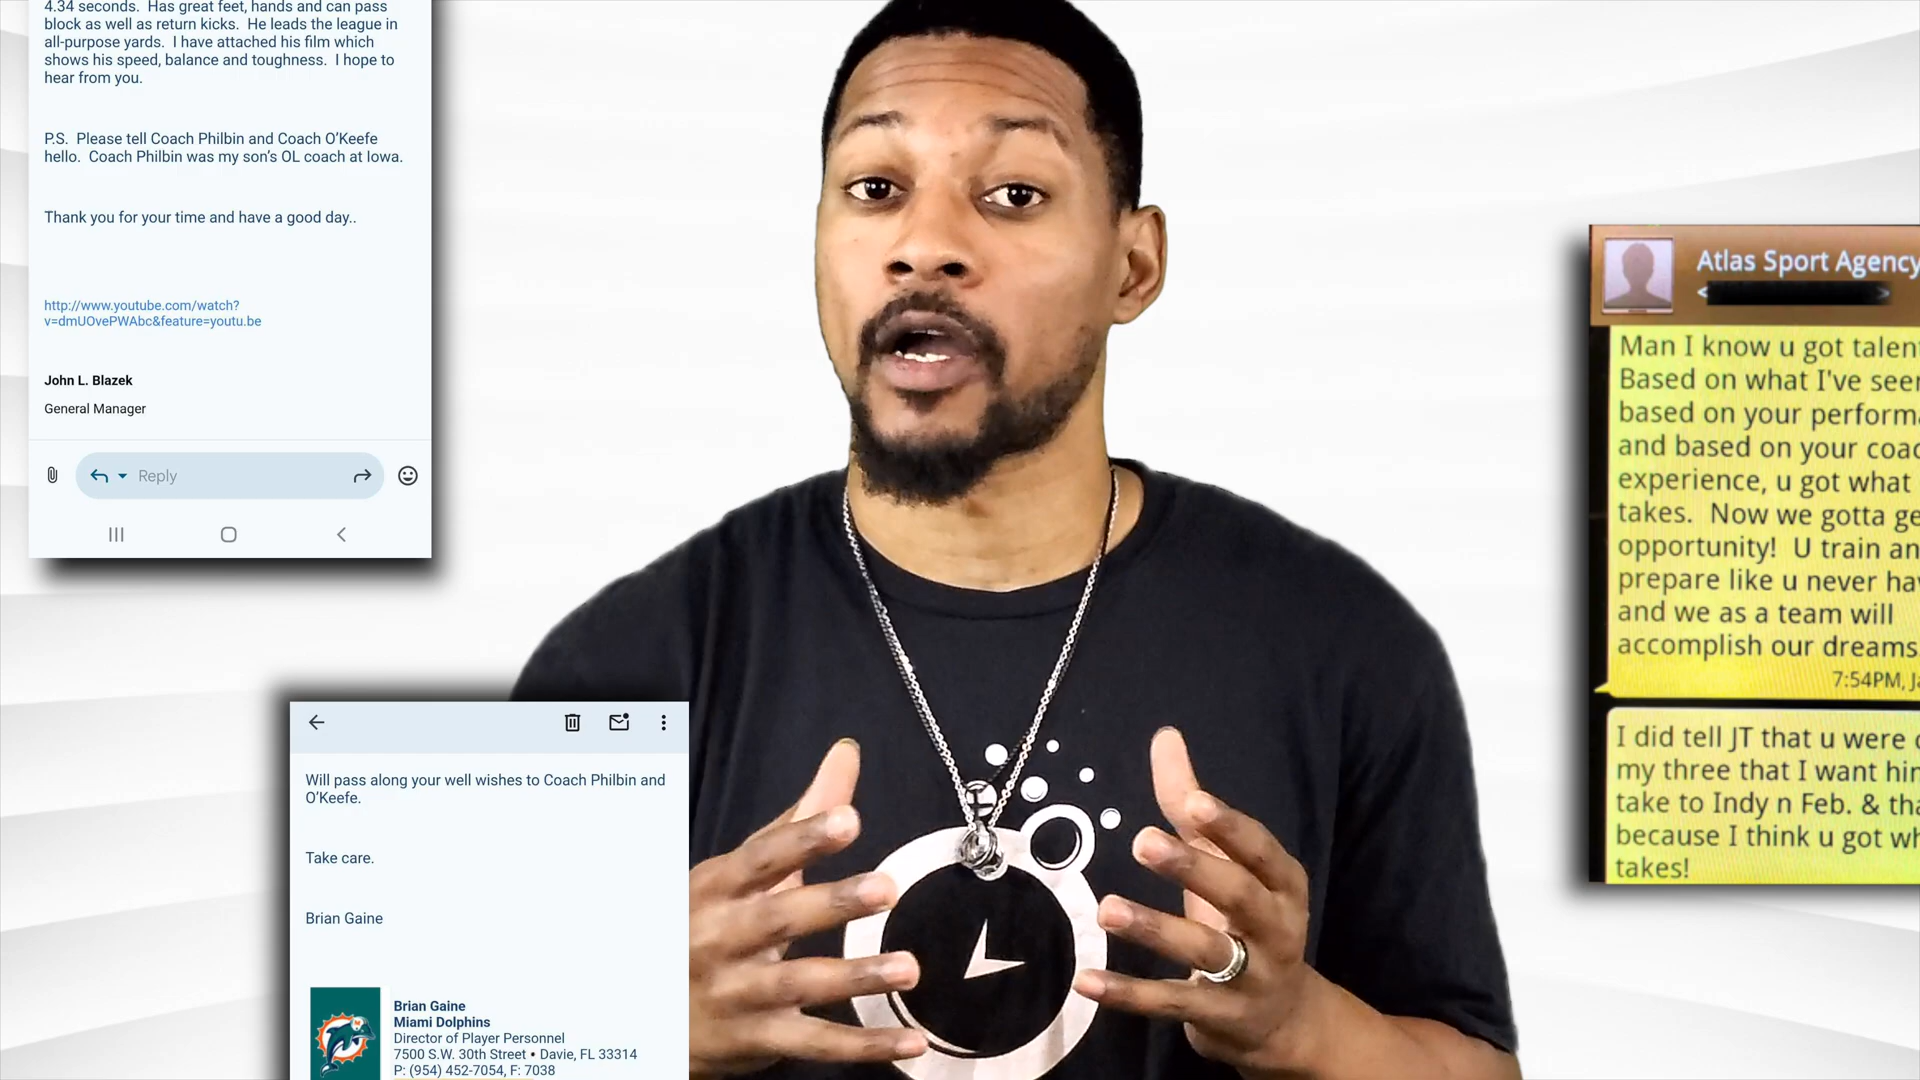 4.34 seconds. Has great feet, hands and can pass
block as well as return kicks. He leads the league in
all-purpose yards. I have attached his film which
shows his speed, balance and toughness. I hope to
hear from you.
P.S. Please tell Coach Philbin and Coach O'Keefe
hello. Coach Philbin was my son's OL coach at Iowa.
Thank you for your time and have a good day..
http://www.youtube.com/watch?
v=dmUOvePWAbc&feature=youtu.be
John L. Blazek
General Manager
Reply
Will pass along your well wishes to Coach Philbin and
O'Keefe.
Take care.
Brian Gaine
Brian Gaine
Miami Dolphins
Director of Player Personnel
7500 S.W. 30th Street • Davie, FL 33314
P: (954) 452-7054, F: 7038
Atlas Sport Agency
Man I know u got talen
Based on what I've see
based on your performa
and based on your coac
experience, u got what
takes. Now we gotta ge
opportunity! U train an
prepare like u never ha
and we as a team will
accomplish our dreams
7:54PM, Ja
I did tell JT that u were
my three that I want hi
take to Indy n Feb. & tha
because I think u got wh
takes!